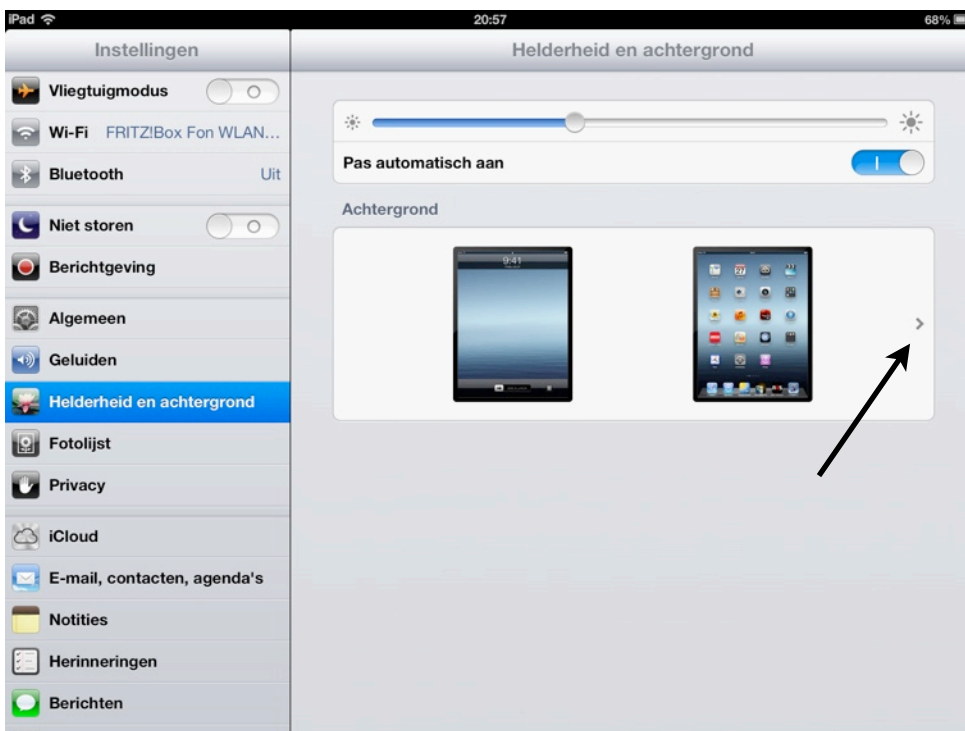 iPad 20:57 68%
Instellingen
Helderheid en achtergrond
Vliegtuigmodus
Wi-Fi FRITZ!Box Fon WLAN...
Bluetooth Uit
Niet storen
Berichtgeving
Algemeen
Geluiden
Helderheid en achtergrond
Fotolijst
Privacy
iCloud
E-mail, contacten, agenda's
Notities
Herinneringen
Berichten
Pas automatisch aan
Achtergrond
9:41
27